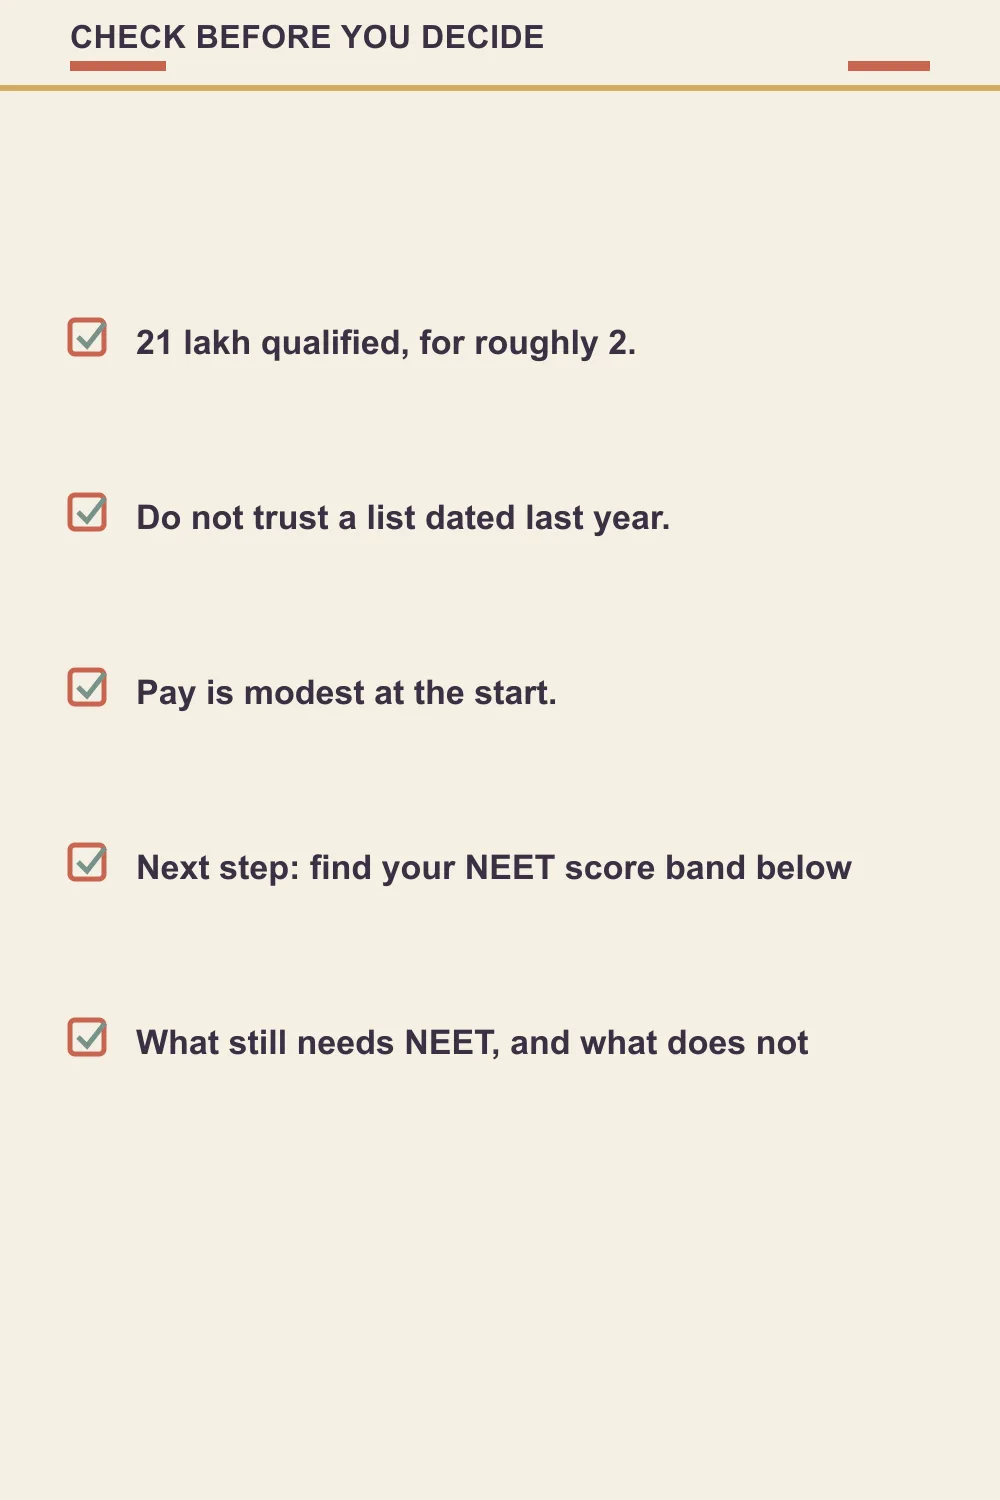 CHECK BEFORE YOU DECIDE
21 lakh qualified, for roughly 2.
Do not trust a list dated last year.
Pay is modest at the start.
Next step: find your NEET score band below
What still needs NEET, and what does not